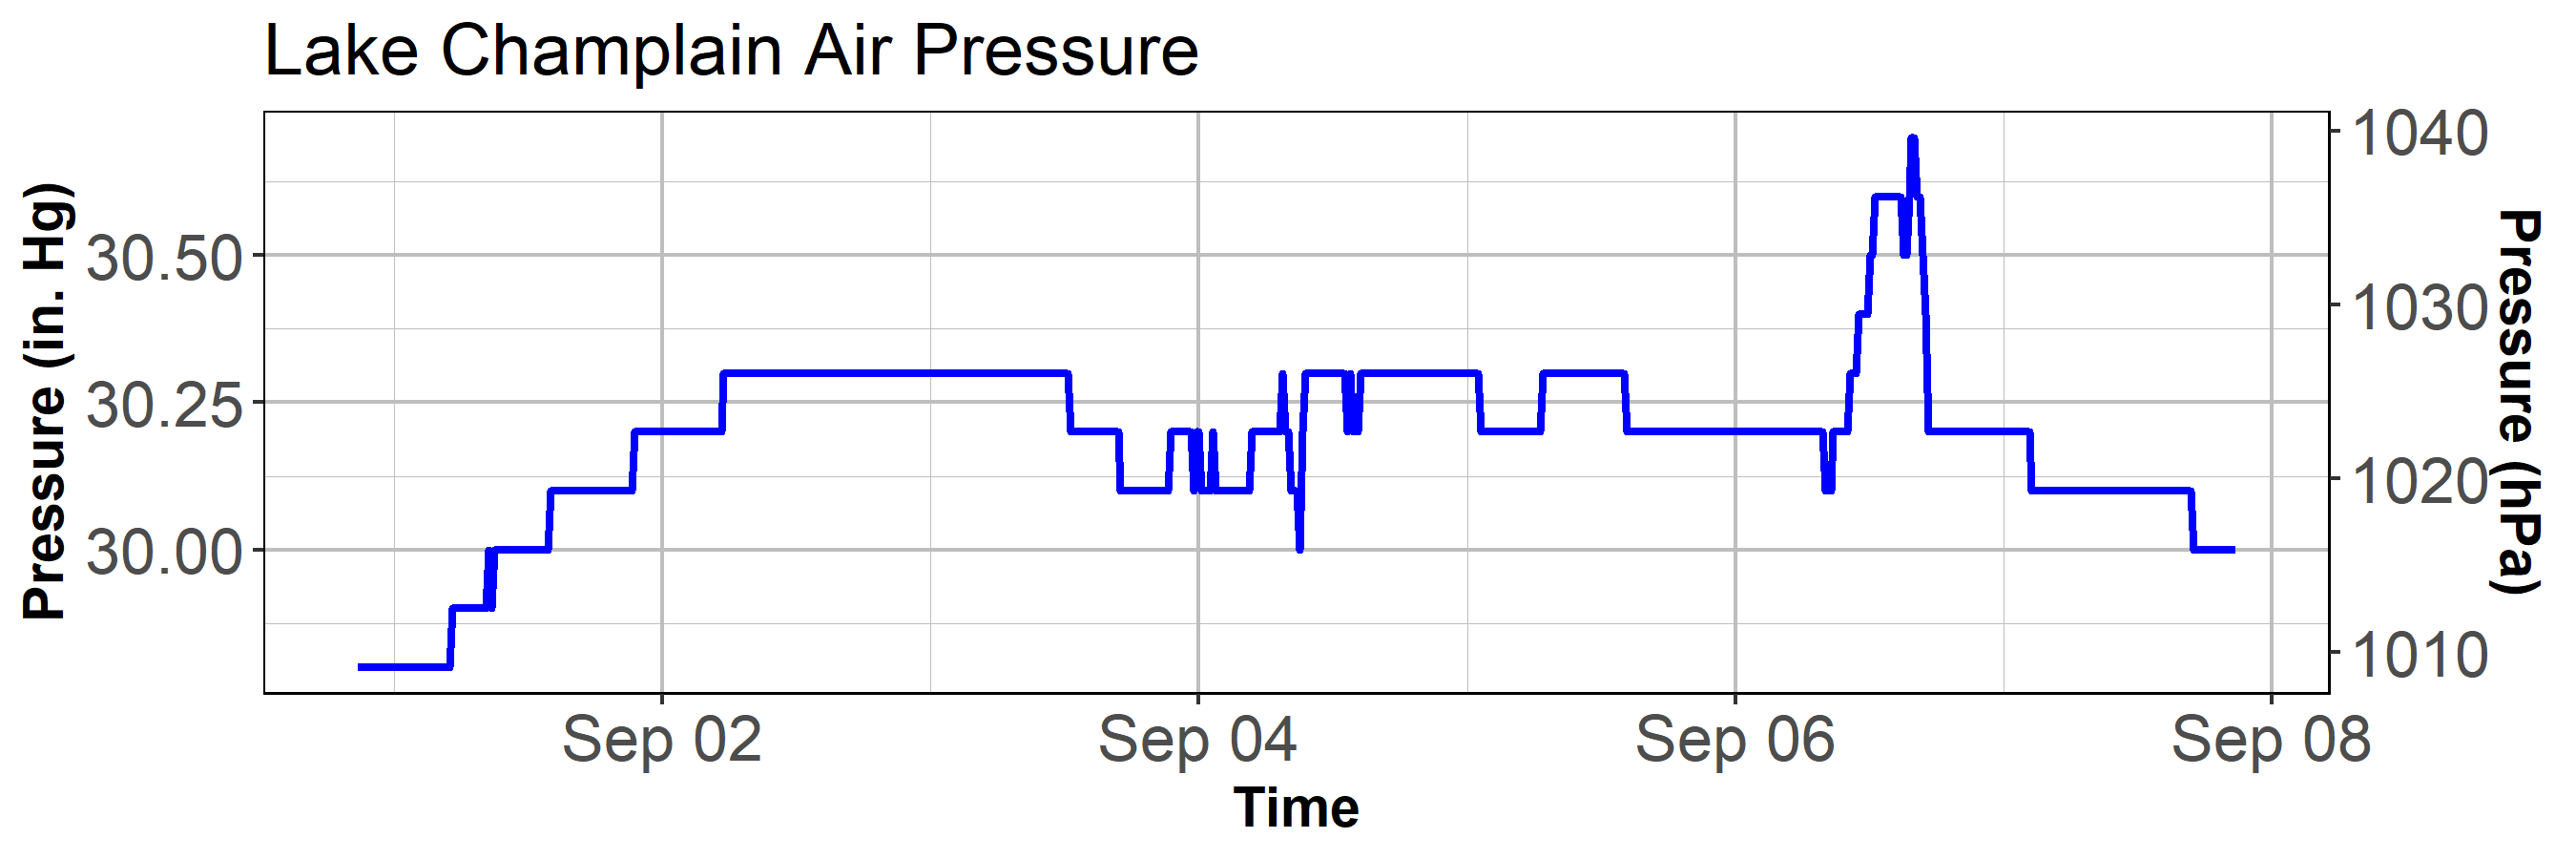 Lake Champlain Air Pressure
Pressure (in. Hg)
30.50
30.25
30.00
1040
1030
1020
1010
Pressure (hPa)
Sep 02
Sep 04
Sep 06
Sep 08
Time